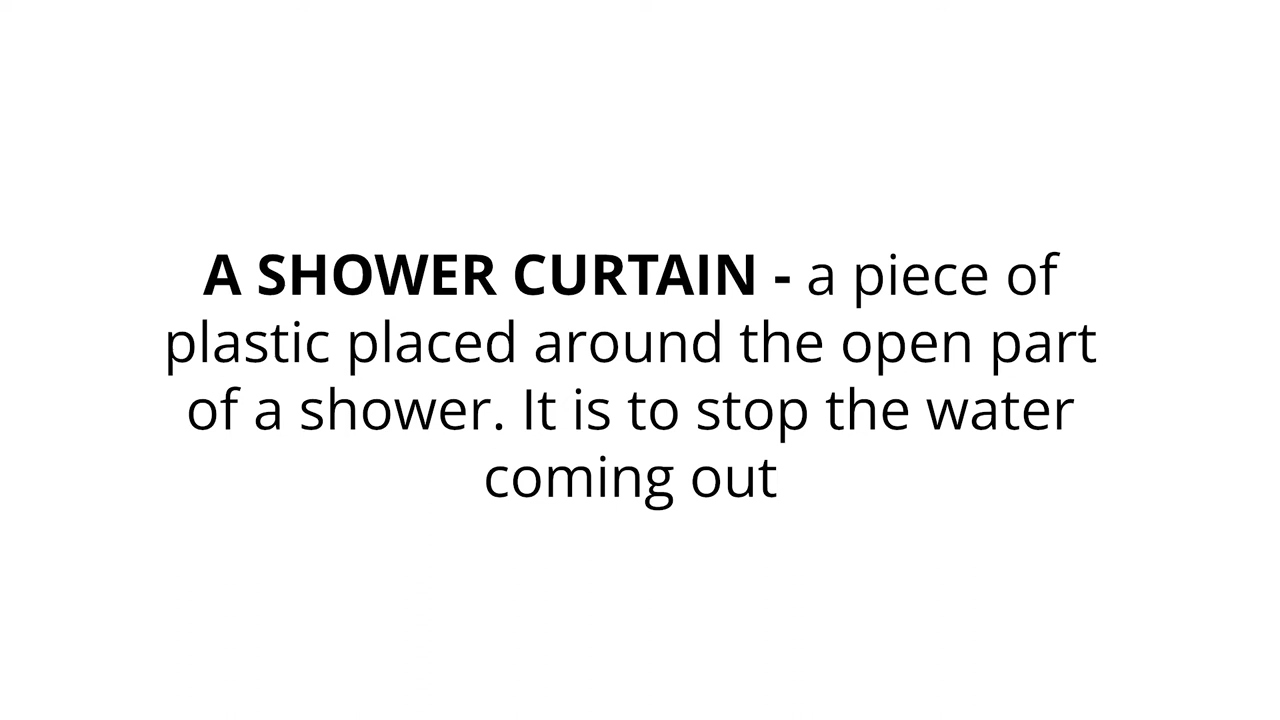 A SHOWER CURTAIN - a piece of
plastic placed around the open part
of a shower. It is to stop the water
coming out